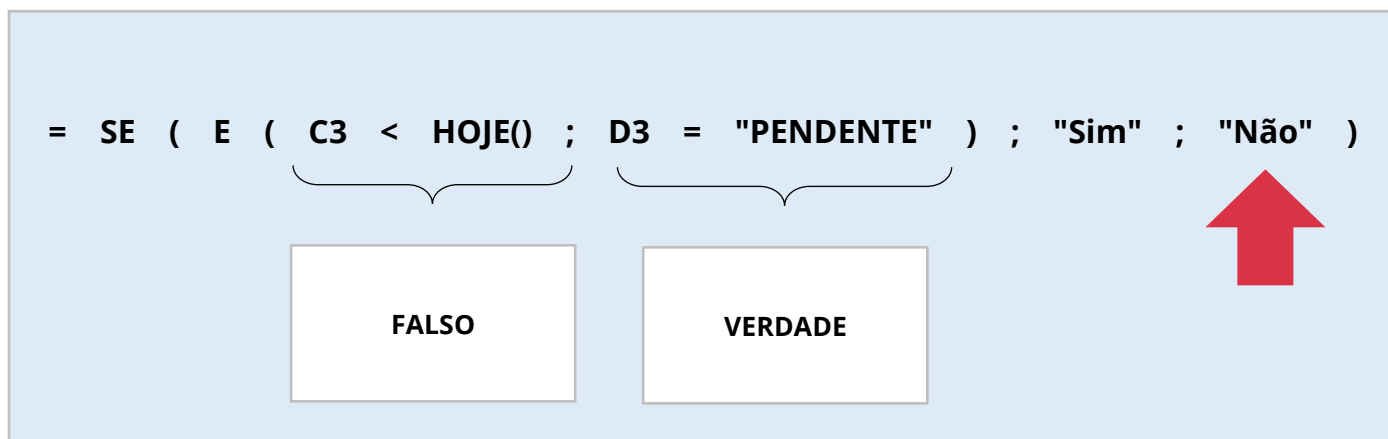 = SE ( E ( C3 < HOJE() ; D3 = "PENDENTE" ) ; "Sim" ; "Não" )
FALSO
VERDADE